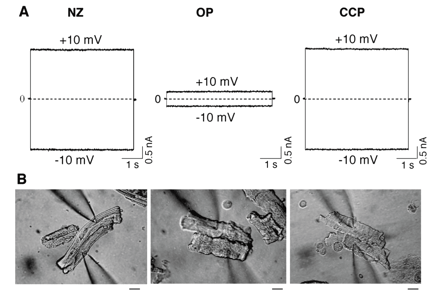 A
NZ OP CCP
+10 mV +10 mV +10 mV
0 0 0
-10 mV -10 mV -10 mV
1 s 0.5 nA 1 s 0.5 nA 1 s 0.5 nA
B